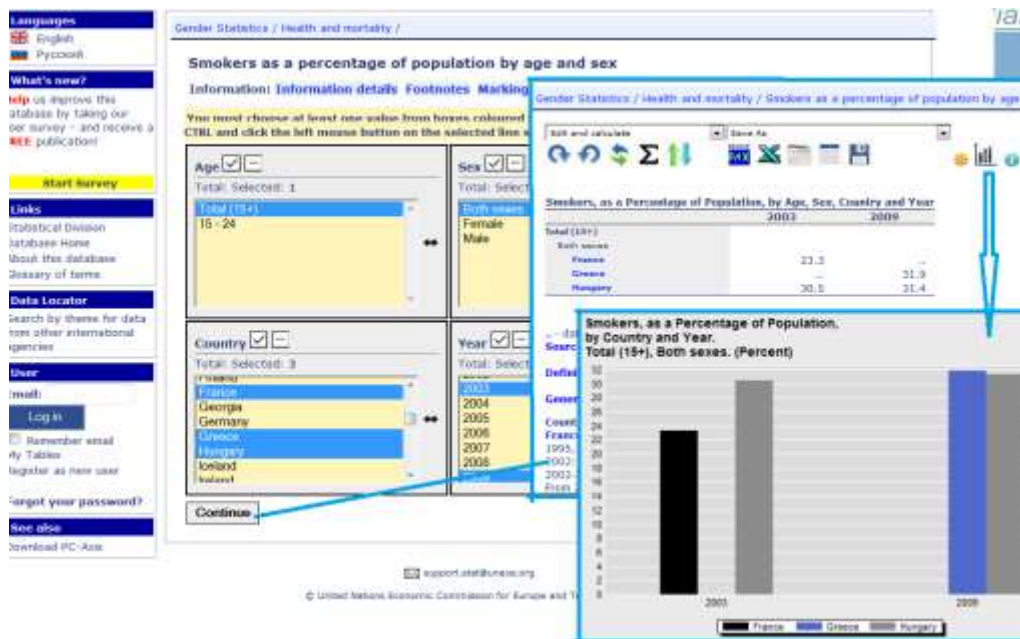 Languages
English
Русский
What's new?
Help us improve this
database by taking our
user survey - and receive a
FREE publication!
Start Survey
Links
Statistical Division
Database Home
About this database
Glossary of terms
Data Locator
Search by theme for data
from other international
agencies
User
Email:
Log in
Remember email
My Tables
Register as new user
Forgot your password?
See also
Download PC-Axis
Gender Statistics / Health and mortality /
Smokers as a percentage of population by age and sex
Information: Information details Footnotes Marking
You must choose at least one value from boxes coloured
CTRL and click the left mouse button on the selected line
Age
Total: Selected: 1
Total (15+)
15 - 24
Sex
Total: Select
Both sexes
Female
Male
Country
Total: Selected: 3
Finland
France
Georgia
Germany
Greece
Hungary
Iceland
Ireland
Year
Total: Select
2003
2004
2005
2006
2007
2008
2009
Continue
support.stat@unece.org
© United Nations Economic Commission for Europe and
Gender Statistics / Health and mortality / Smokers as a percentage of population by age
Edit and calculate
Save As
Smokers, as a Percentage of Population, by Age, Sex, Country and Year
2003 2009
Total (15+)
Both sexes
France 23.3 ..
Greece .. 31.9
Hungary 30.5 31.4
Smokers, as a Percentage of Population,
by Country and Year.
Total (15+), Both sexes. (Percent)
32
30
28
26
24
22
20
18
16
14
12
10
8
6
4
2
0
2003 2009
France Greece Hungary